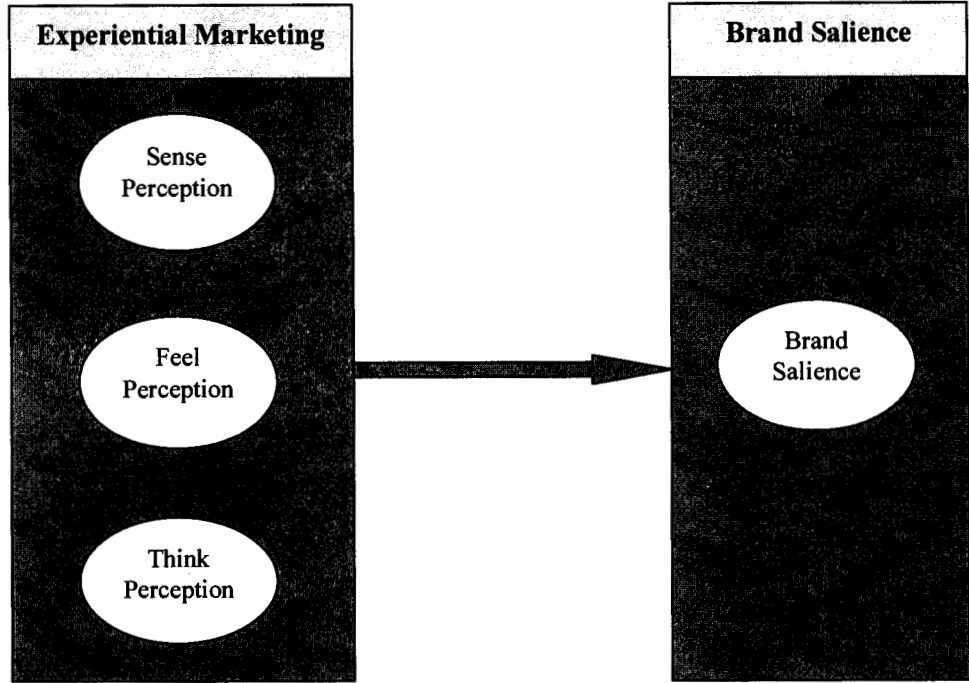 Experiential Marketing
Sense
Perception
Feel
Perception
Think
Perception
Brand Salience
Brand
Salience